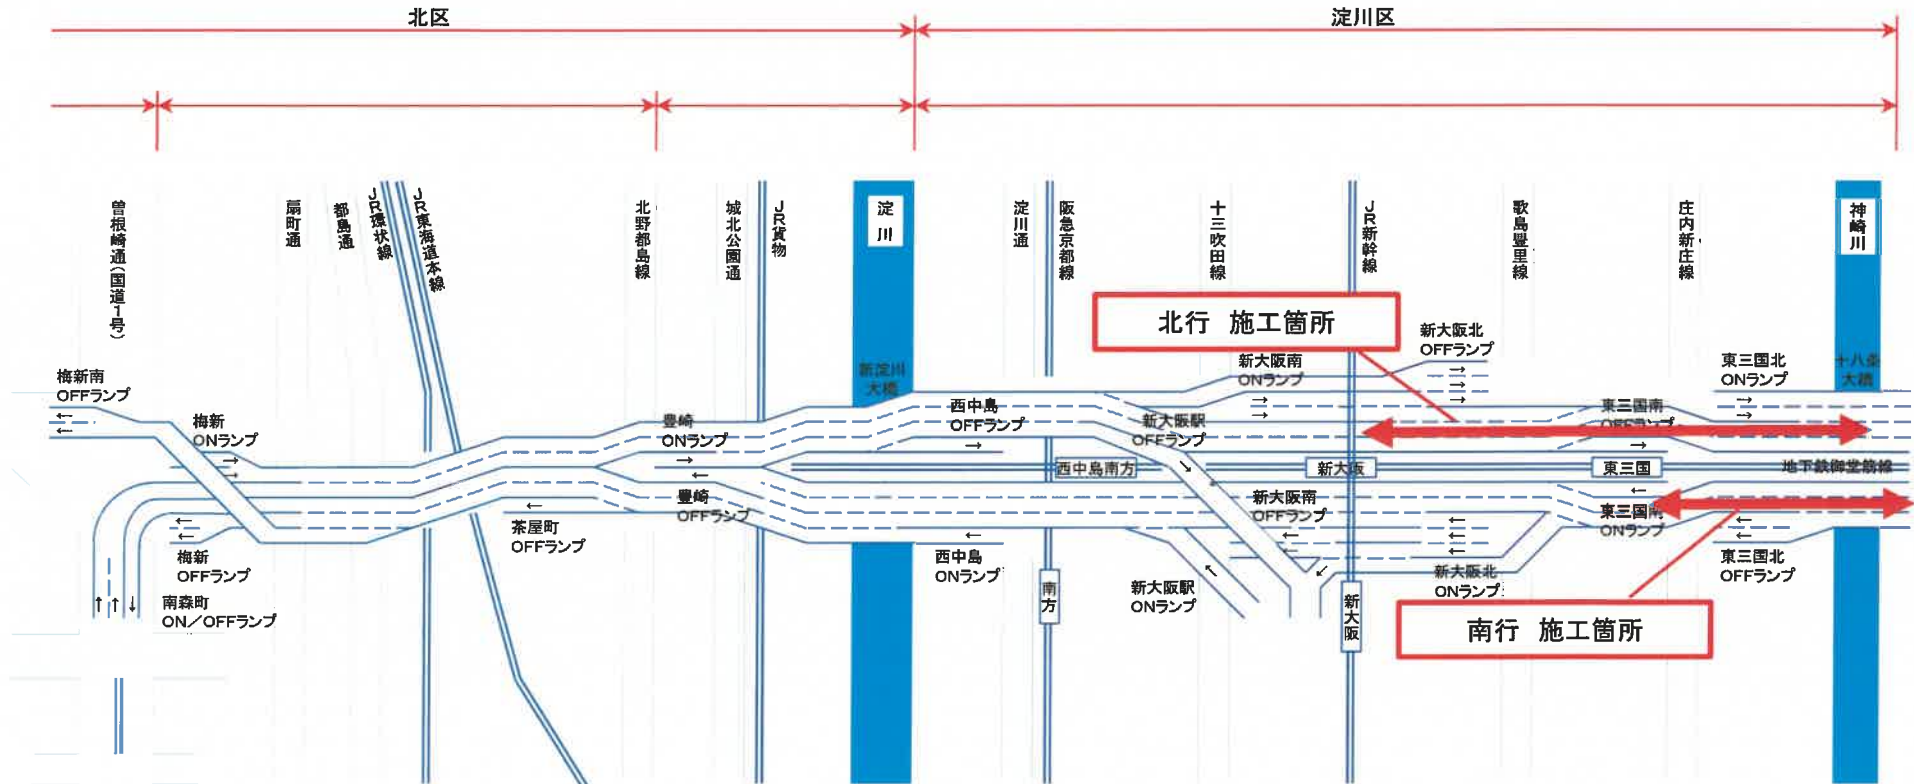 北区
淀川区
曽根崎通(国道1号)
扇町通
都島通
JR環状線
JR東海道本線
北野都島線
城北公園通
JR貨物
淀川
淀川通
阪急京都線
十三吹田線
JR新幹線
歌島豊里線
庄内新庄線
神崎川
北行 施工箇所
新大阪北
OFFランプ
新大阪南
ONランプ
東三国北
ONランプ
十八条
大橋
新淀川
大橋
梅新南
OFFランプ
梅新
ONランプ
豊崎
ONランプ
西中島
OFFランプ
新大阪駅
OFFランプ
東三国南
OFFランプ
西中島南方
新大阪
東三国
地下鉄御堂筋線
豊崎
OFFランプ
新大阪南
OFFランプ
東三国南
ONランプ
茶屋町
OFFランプ
梅新
OFFランプ
西中島
ONランプ
新大阪駅
ONランプ
新大阪北
ONランプ
東三国北
OFFランプ
南森町
ON/OFFランプ
南方
新大阪
南行 施工箇所